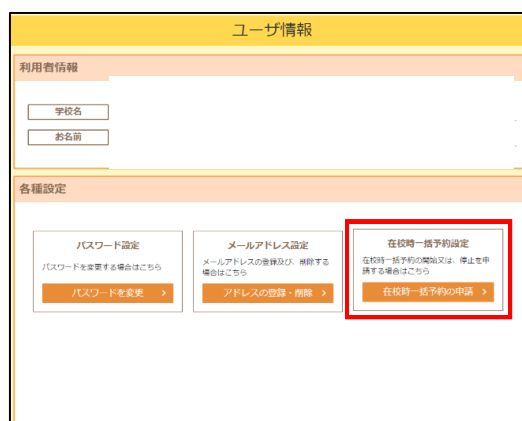 ユーザ情報
利用者情報
学校名
お名前
各種設定
パスワード設定
パスワードを変更する場合はこちら
パスワードを変更 >
メールアドレス設定
メールアドレスの登録及び、削除する
場合はこちら
アドレスの登録・削除 >
在校時一括予約設定
在校時一括予約の開始又は、停止を申
請する場合はこちら
在校時一括予約の申請 >